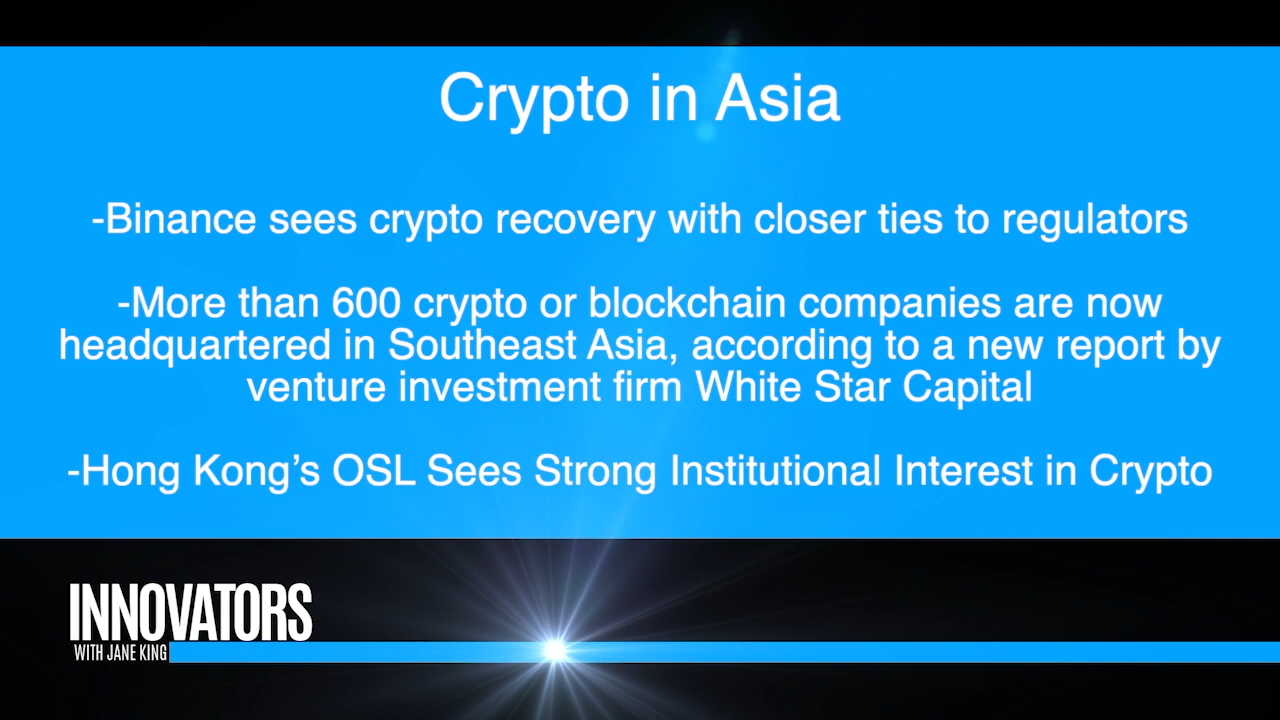 Crypto in Asia
-Binance sees crypto recovery with closer ties to regulators
-More than 600 crypto or blockchain companies are now
headquartered in Southeast Asia, according to a new report by
venture investment firm White Star Capital
-Hong Kong’s OSL Sees Strong Institutional Interest in Crypto
INNOVATORS
WITH JANE KING